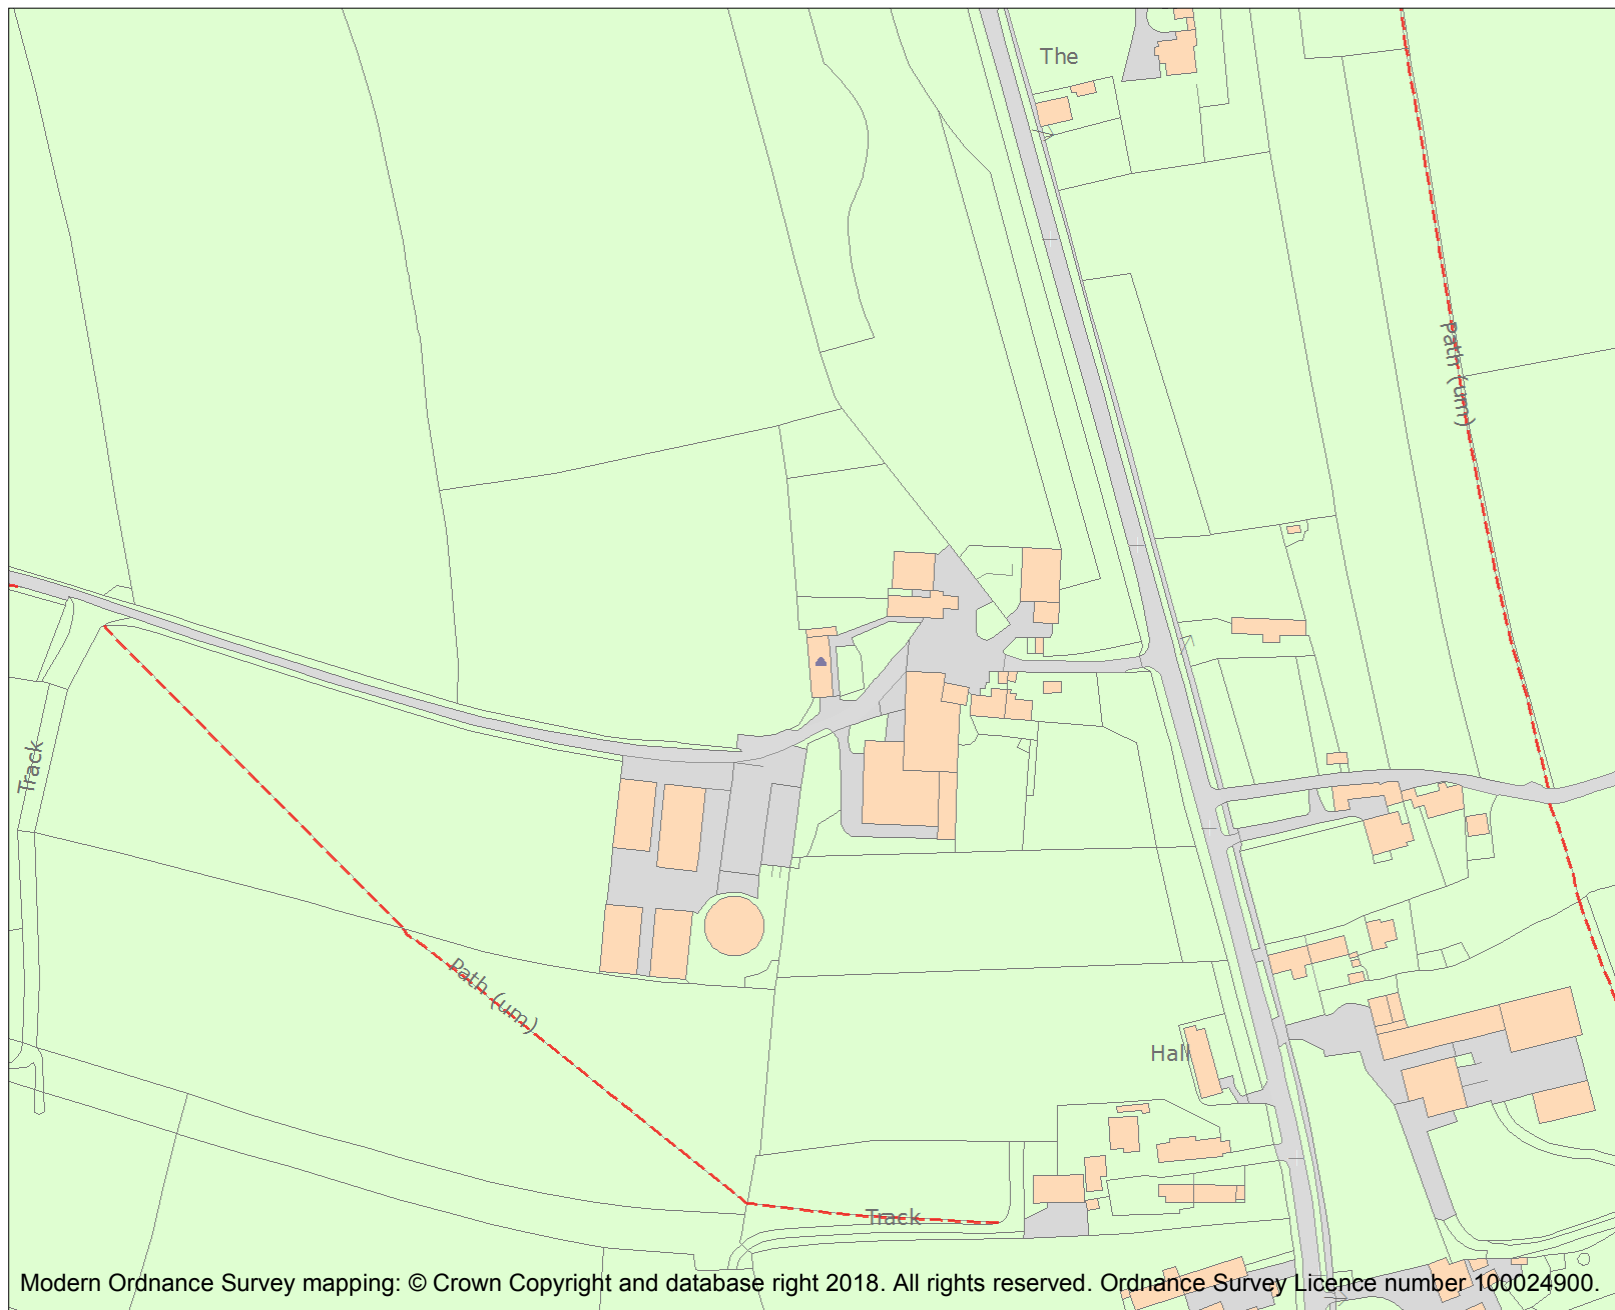 The
Path (um)
Track
Path (um)
Hall
Track
Modern Ordnance Survey mapping: © Crown Copyright and database right 2018. All rights reserved. Ordnance Survey Licence number 100024900.